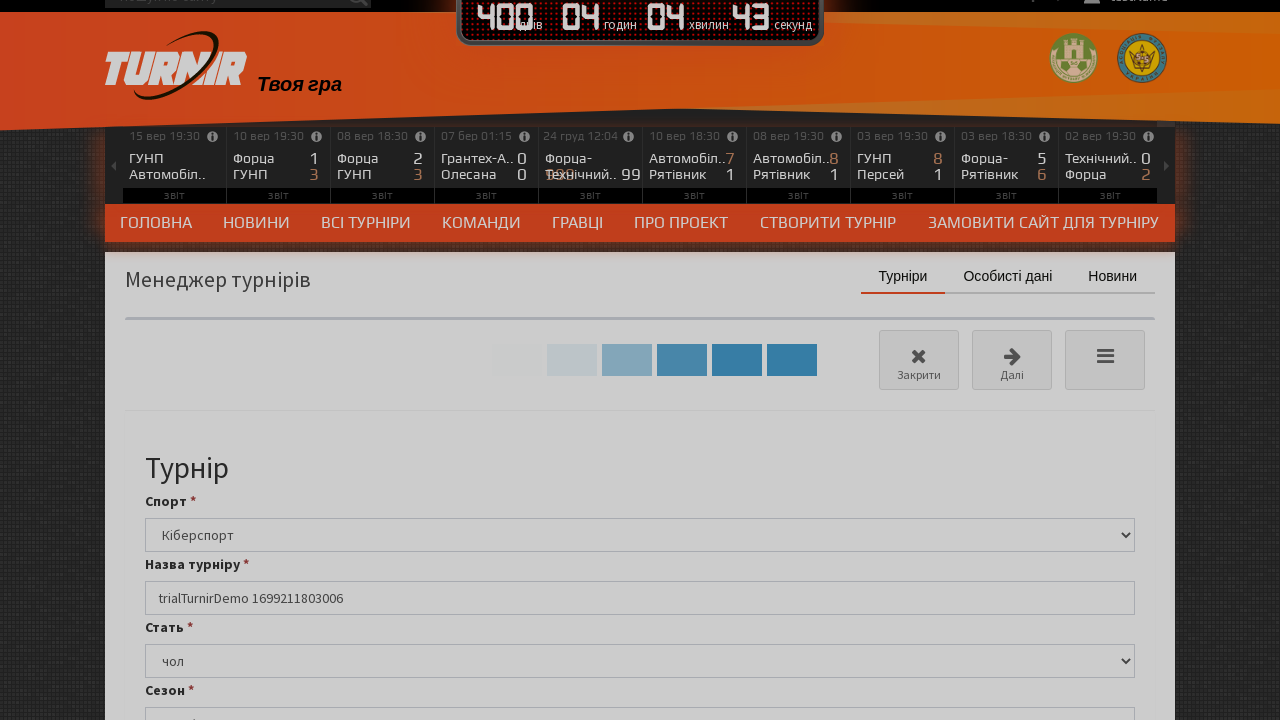 400 днів 04 годин 04 хвилин 43 секунд
TURNIR Твоя гра
15 вер 19:30 10 вер 19:30 08 вер 18:30 07 бер 01:15 24 груд 12:04 10 вер 18:30 08 вер 19:30 03 вер 19:30 03 вер 18:30 02 вер 19:30
ГУНП Форца 1 Форца 2 Грантех-А.. 0 Форца- Автомобіл.. 7 Автомобіл.. 8 ГУНП 8 Форца- 5 Технічний.. 0
Автомобіл.. ГУНП 3 ГУНП 3 Олесана 0 Технічний.. 99 Рятівник 1 Рятівник 1 Персей 1 Рятівник 6 Форца 2
звіт звіт звіт звіт звіт звіт звіт звіт звіт звіт
ГОЛОВНА НОВИНИ ВСІ ТУРНІРИ КОМАНДИ ГРАВЦІ ПРО ПРОЕКТ СТВОРИТИ ТУРНІР ЗАМОВИТИ САЙТ ДЛЯ ТУРНІРУ
Менеджер турнірів Турніри Особисті дані Новини
Закрити Далі
Турнір
Спорт *
Кіберспорт
Назва турніру *
trialTurnirDemo 1699211803006
Стать *
чол
Сезон *